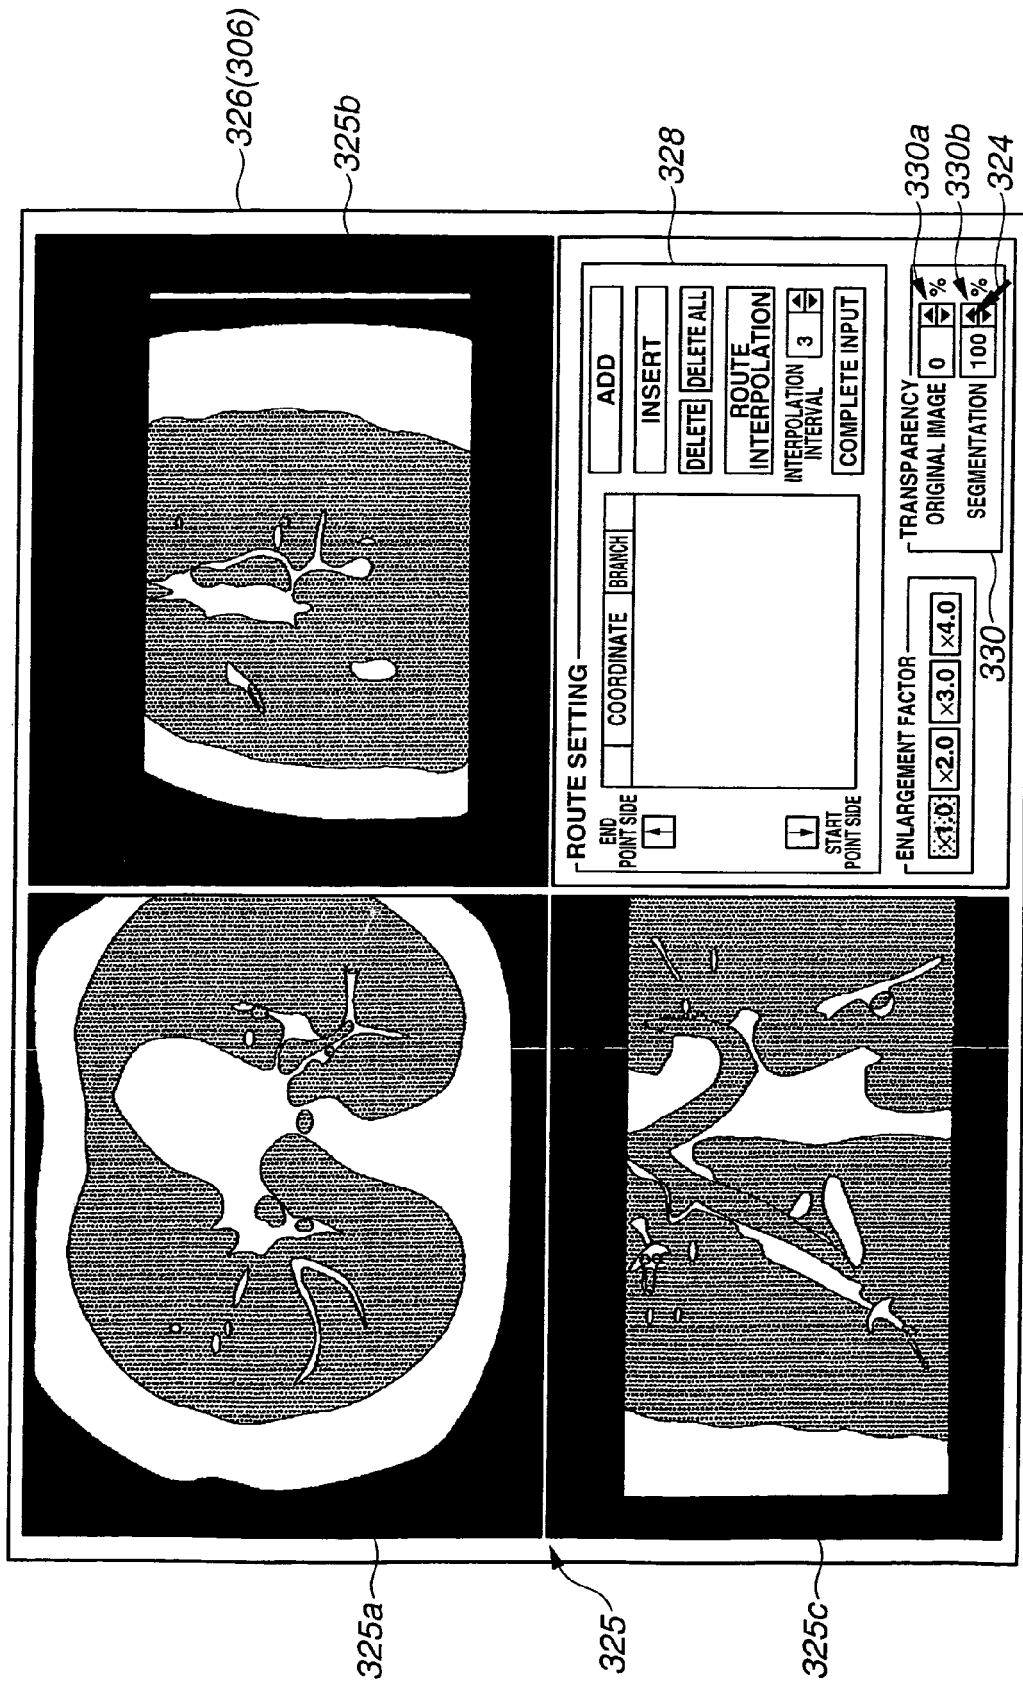 326(306)
325b
328
330a
330b
324
325a
325
325c
330
ROUTE SETTING
END
POINT SIDE
START
POINT SIDE
COORDINATE BRANCH
ADD
INSERT
DELETE DELETE ALL
ROUTE
INTERPOLATION
INTERPOLATION
INTERVAL
3
COMPLETE INPUT
ENLARGEMENT FACTOR
×1.0 ×2.0 ×3.0 ×4.0
TRANSPARENCY
ORIGINAL IMAGE 0 %
SEGMENTATION 100 %